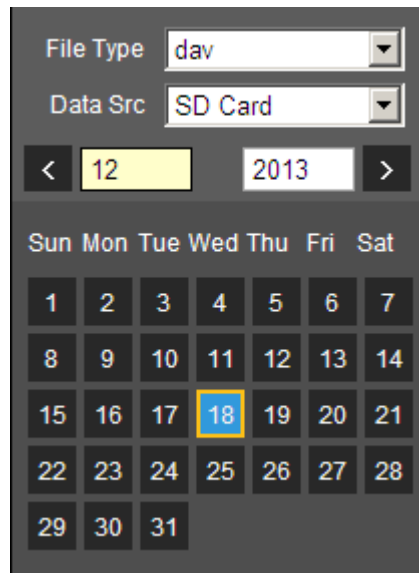 File Type dav
Data Src SD Card
< 12 2013 >
Sun Mon Tue Wed Thu Fri Sat
1 2 3 4 5 6 7
8 9 10 11 12 13 14
15 16 17 18 19 20 21
22 23 24 25 26 27 28
29 30 31